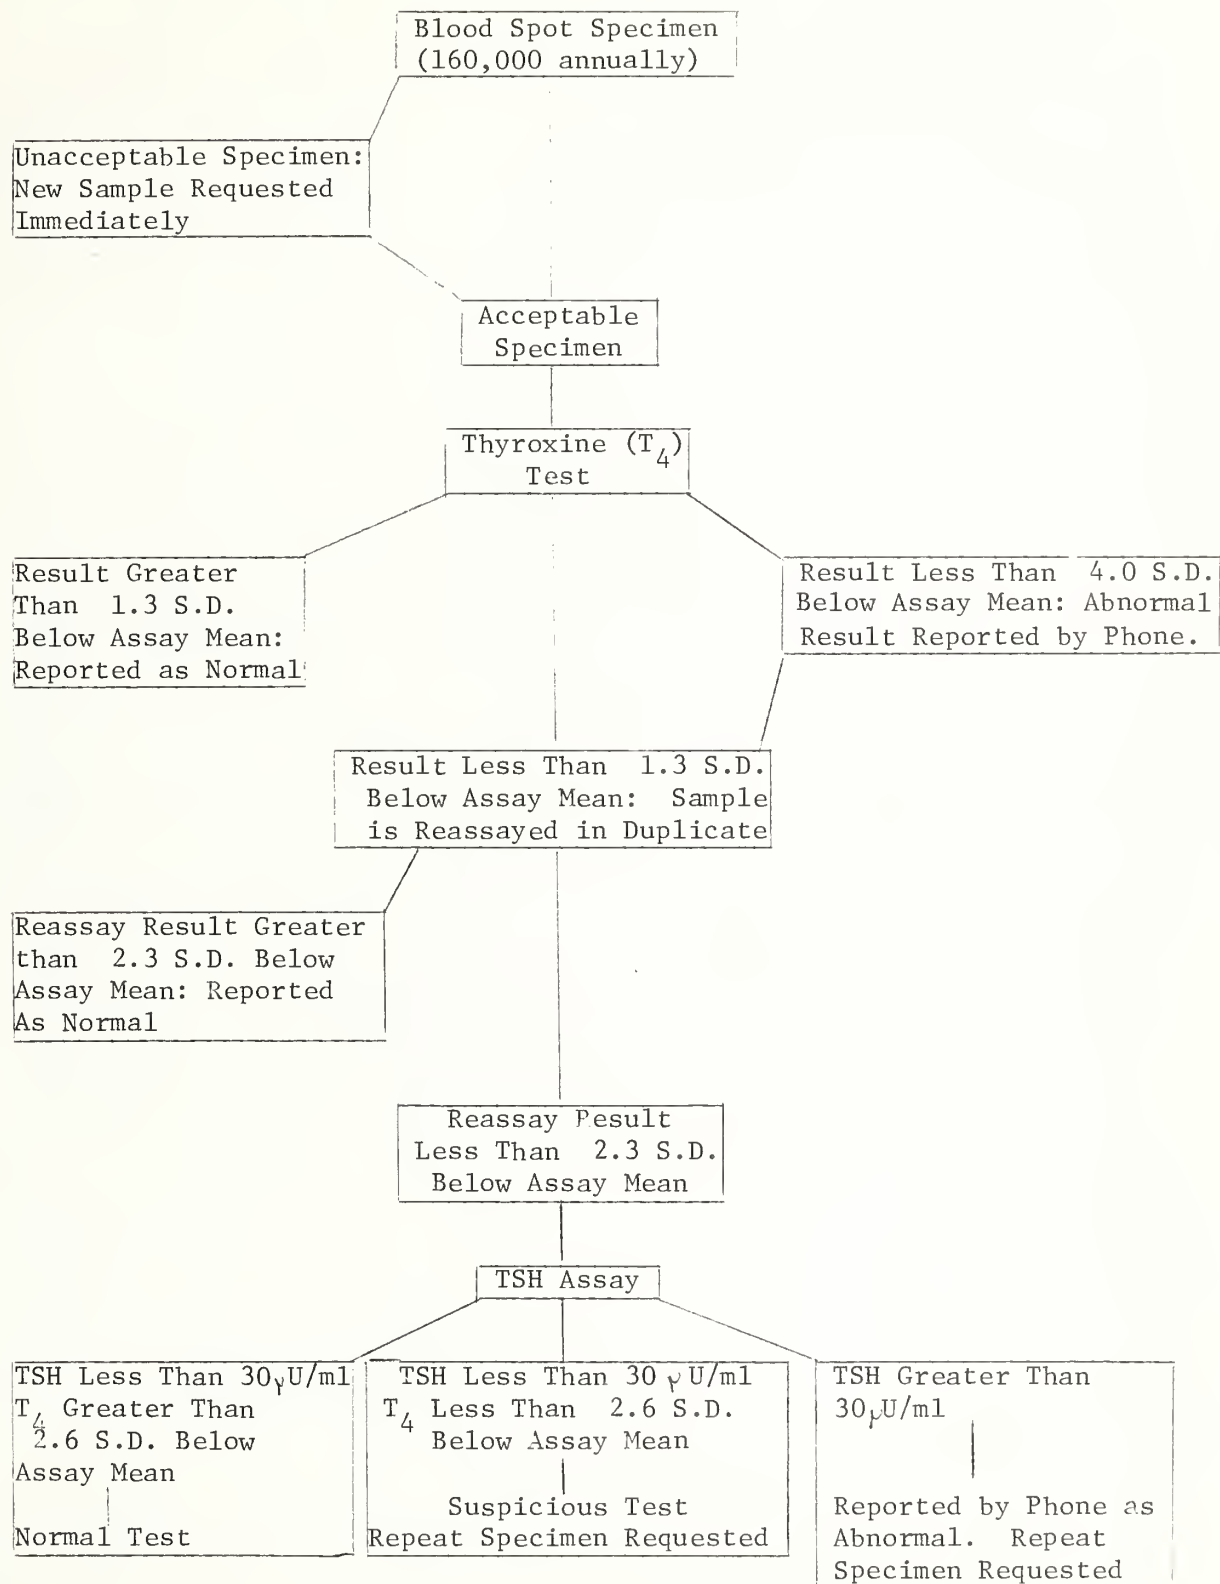 Blood Spot Specimen
(160,000 annually)
Unacceptable Specimen:
New Sample Requested
Immediately
Acceptable
Specimen
Thyroxine (T4)
Test
Result Greater
Than 1.3 S.D.
Below Assay Mean:
Reported as Normal
Result Less Than 4.0 S.D.
Below Assay Mean: Abnormal
Result Reported by Phone.
Result Less Than 1.3 S.D.
Below Assay Mean: Sample
is Reassayed in Duplicate
Reassay Result Greater
than 2.3 S.D. Below
Assay Mean: Reported
As Normal
Reassay Result
Less Than 2.3 S.D.
Below Assay Mean
TSH Assay
TSH Less Than 30μU/ml
T4 Greater Than
2.6 S.D. Below
Assay Mean
Normal Test
TSH Less Than 30 μU/ml
T4 Less Than 2.6 S.D.
Below Assay Mean
Suspicious Test
Repeat Specimen Requested
TSH Greater Than
30μU/ml
Reported by Phone as
Abnormal. Repeat
Specimen Requested